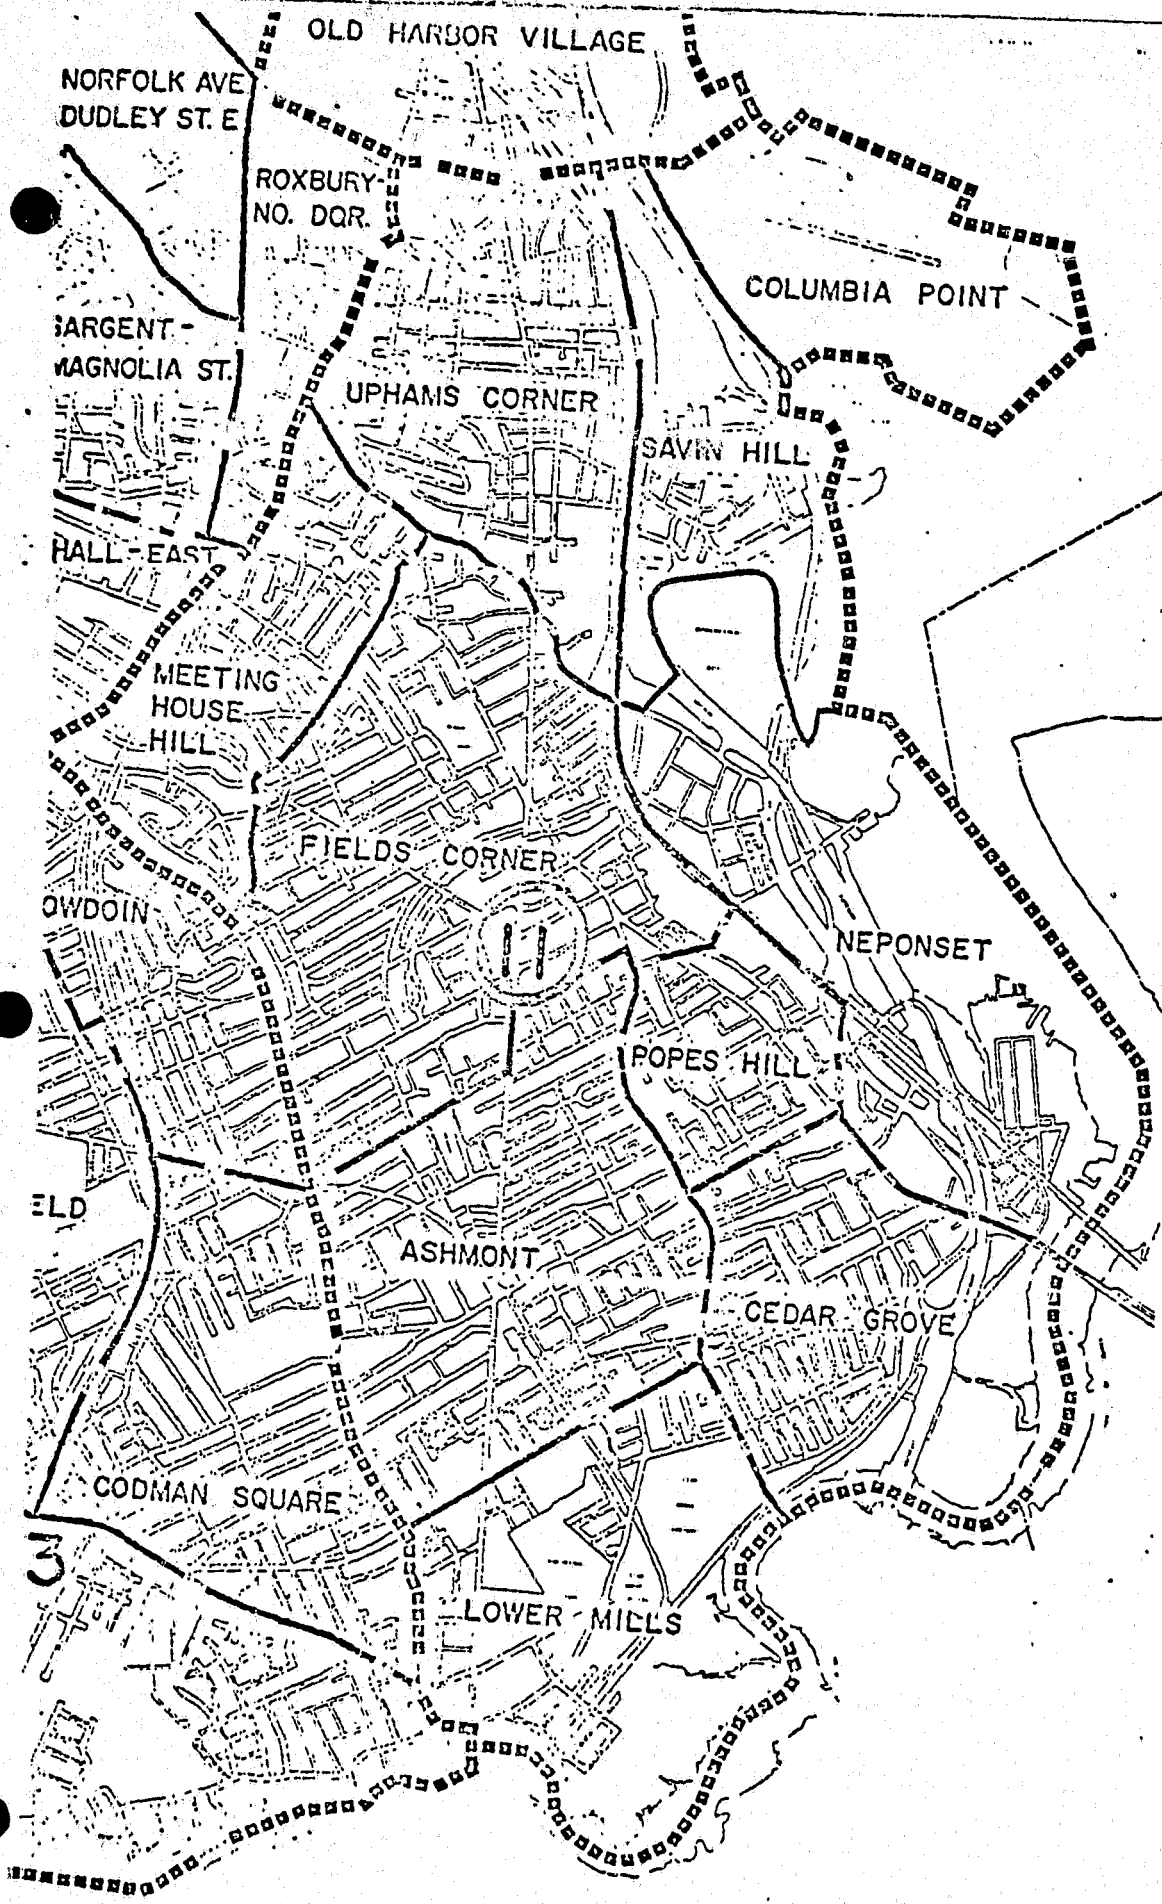 OLD HARBOR VILLAGE
NORFOLK AVE
DUDLEY ST. E
ROXBURY-
NO. DOR.
COLUMBIA POINT
SARGENT-
MAGNOLIA ST.
UPHAMS CORNER
SAVIN HILL
HALL-EAST
MEETING
HOUSE
HILL
FIELDS CORNER
OWDOIN
11
NEPONSET
POPES HILL
ELD
ASHMONT
CEDAR GROVE
CODMAN SQUARE
3
LOWER MILLS